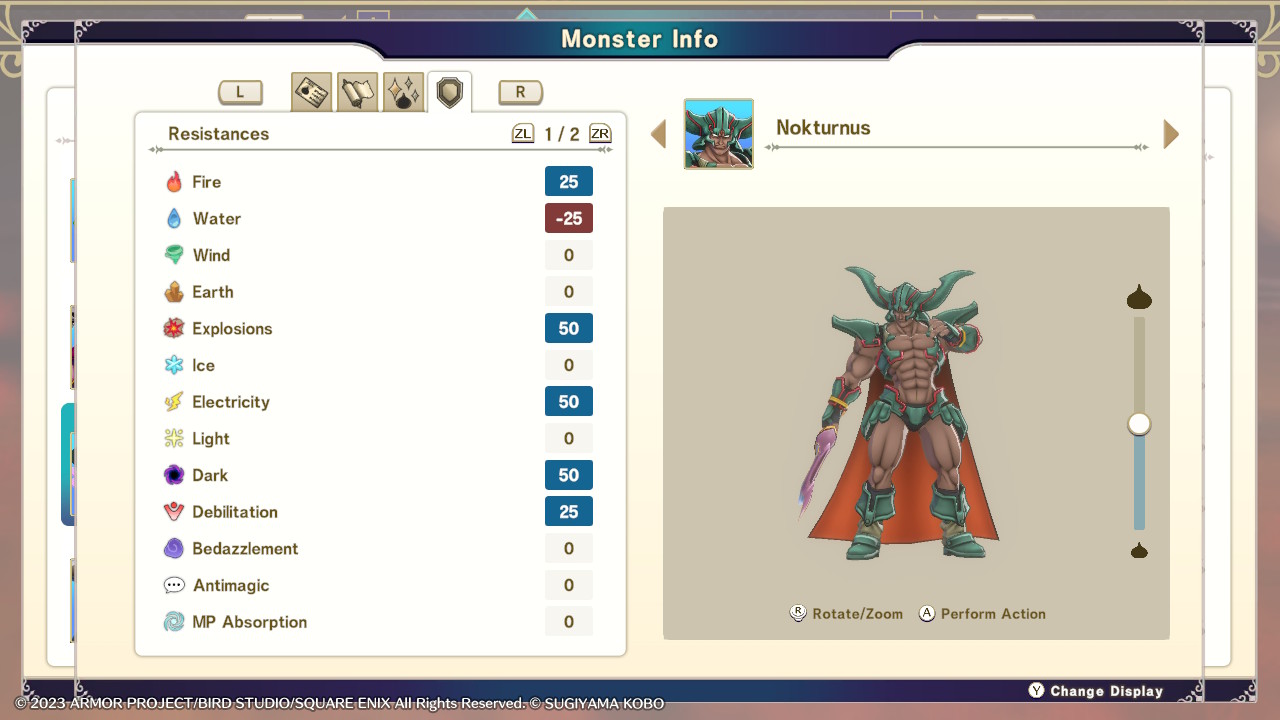 Monster Info
L
R
Resistances
ZL 1 / 2 ZR
Fire 25
Water -25
Wind 0
Earth 0
Explosions 50
Ice 0
Electricity 50
Light 0
Dark 50
Debilitation 25
Bedazzlement 0
Antimagic 0
MP Absorption 0
Nokturnus
R Rotate/Zoom A Perform Action
Y Change Display
© 2023 ARMOR PROJECT/BIRD STUDIO/SQUARE ENIX All Rights Reserved. © SUGIYAMA KOBO